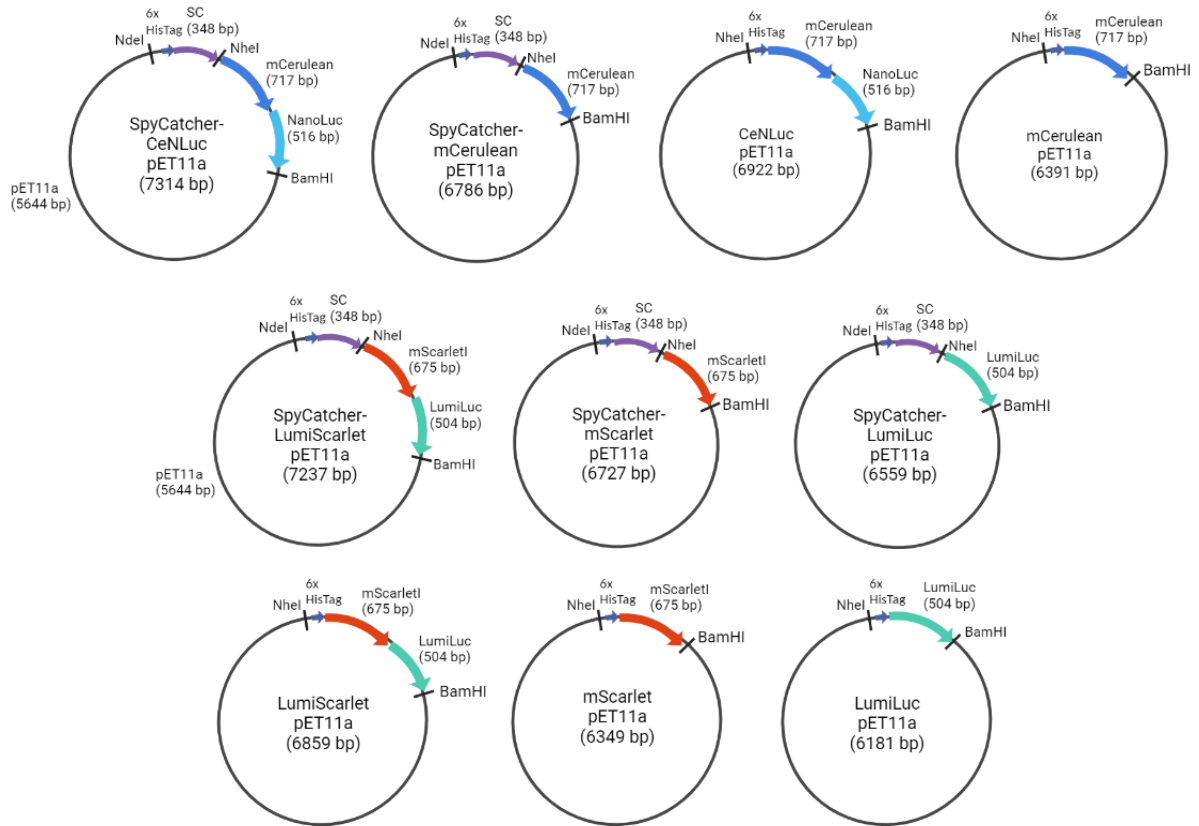 6x
HisTag
SC
(348 bp)
NdeI
NheI
mCerulean
(717 bp)
NanoLuc
(516 bp)
BamHI
SpyCatcher-
CeNLuc
pET11a
(7314 bp)
pET11a
(5644 bp)
6x
HisTag
SC
(348 bp)
NdeI
NheI
mCerulean
(717 bp)
BamHI
SpyCatcher-
mCerulean
pET11a
(6786 bp)
6x
HisTag
NheI
mCerulean
(717 bp)
NanoLuc
(516 bp)
BamHI
CeNLuc
pET11a
(6922 bp)
6x
HisTag
NheI
mCerulean
(717 bp)
BamHI
mCerulean
pET11a
(6391 bp)
6x
HisTag
SC
(348 bp)
NdeI
NheI
mScarletI
(675 bp)
LumiLuc
(504 bp)
BamHI
SpyCatcher-
LumiScarlet
pET11a
(7237 bp)
pET11a
(5644 bp)
6x
HisTag
SC
(348 bp)
NdeI
NheI
mScarletI
(675 bp)
BamHI
SpyCatcher-
mScarlet
pET11a
(6727 bp)
6x
HisTag
SC
(348 bp)
NdeI
NheI
LumiLuc
(504 bp)
BamHI
SpyCatcher-
LumiLuc
pET11a
(6559 bp)
6x
HisTag
NheI
mScarletI
(675 bp)
LumiLuc
(504 bp)
BamHI
LumiScarlet
pET11a
(6859 bp)
6x
HisTag
NheI
mScarletI
(675 bp)
BamHI
mScarlet
pET11a
(6349 bp)
6x
HisTag
NheI
LumiLuc
(504 bp)
BamHI
LumiLuc
pET11a
(6181 bp)